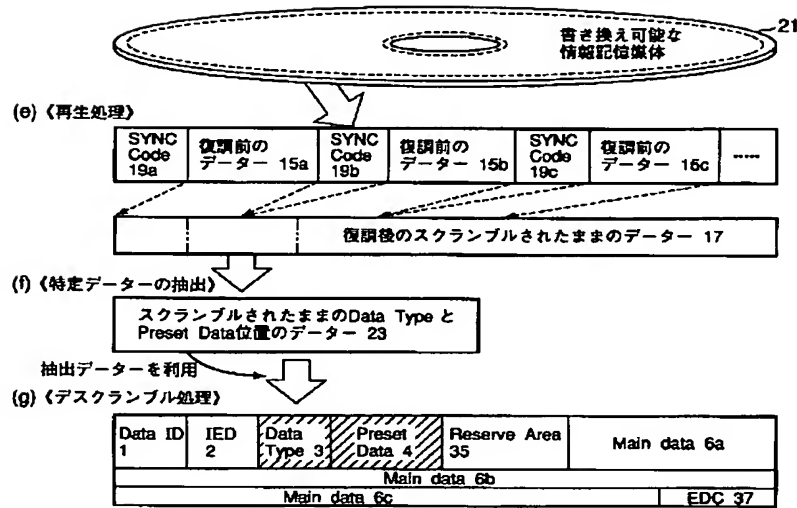 書き換え可能な
情報記憶媒体
21
(e)《再生処理》
SYNC Code 19a
復調前のデーター 15a
SYNC Code 19b
復調前のデーター 15b
SYNC Code 19c
復調前のデーター 15c
-----
復調後のスクランブルされたままのデーター 17
(f)《特定データーの抽出》
スクランブルされたままのData Type と
Preset Data位置のデーター 23
抽出データーを利用
(g)《デスクランブル処理》
Data ID 1
IED 2
Data Type 3
Preset Data 4
Reserve Area 35
Main data 6a
Main data 6b
Main data 6c
EDC 37